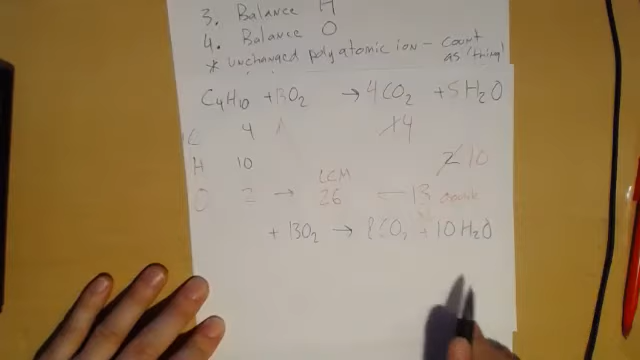 3. Balance H
4. Balance O
* unchanged polyatomic ion - count as 'thing'
C4H10 + 13O2 → 4CO2 + 5H2O
C 4 1 4
H 10 2 10
O 2 → LCM 26 ← 13
+ 13O2 → 8CO2 + 10H2O